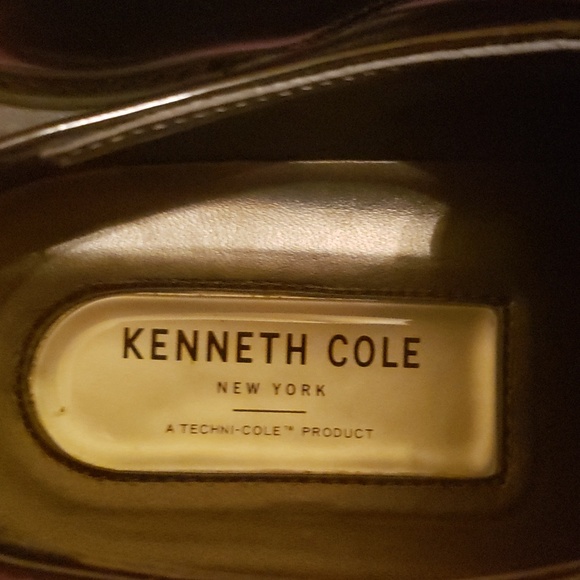 KENNETH COLE
NEW YORK
A TECHNI-COLE™ PRODUCT